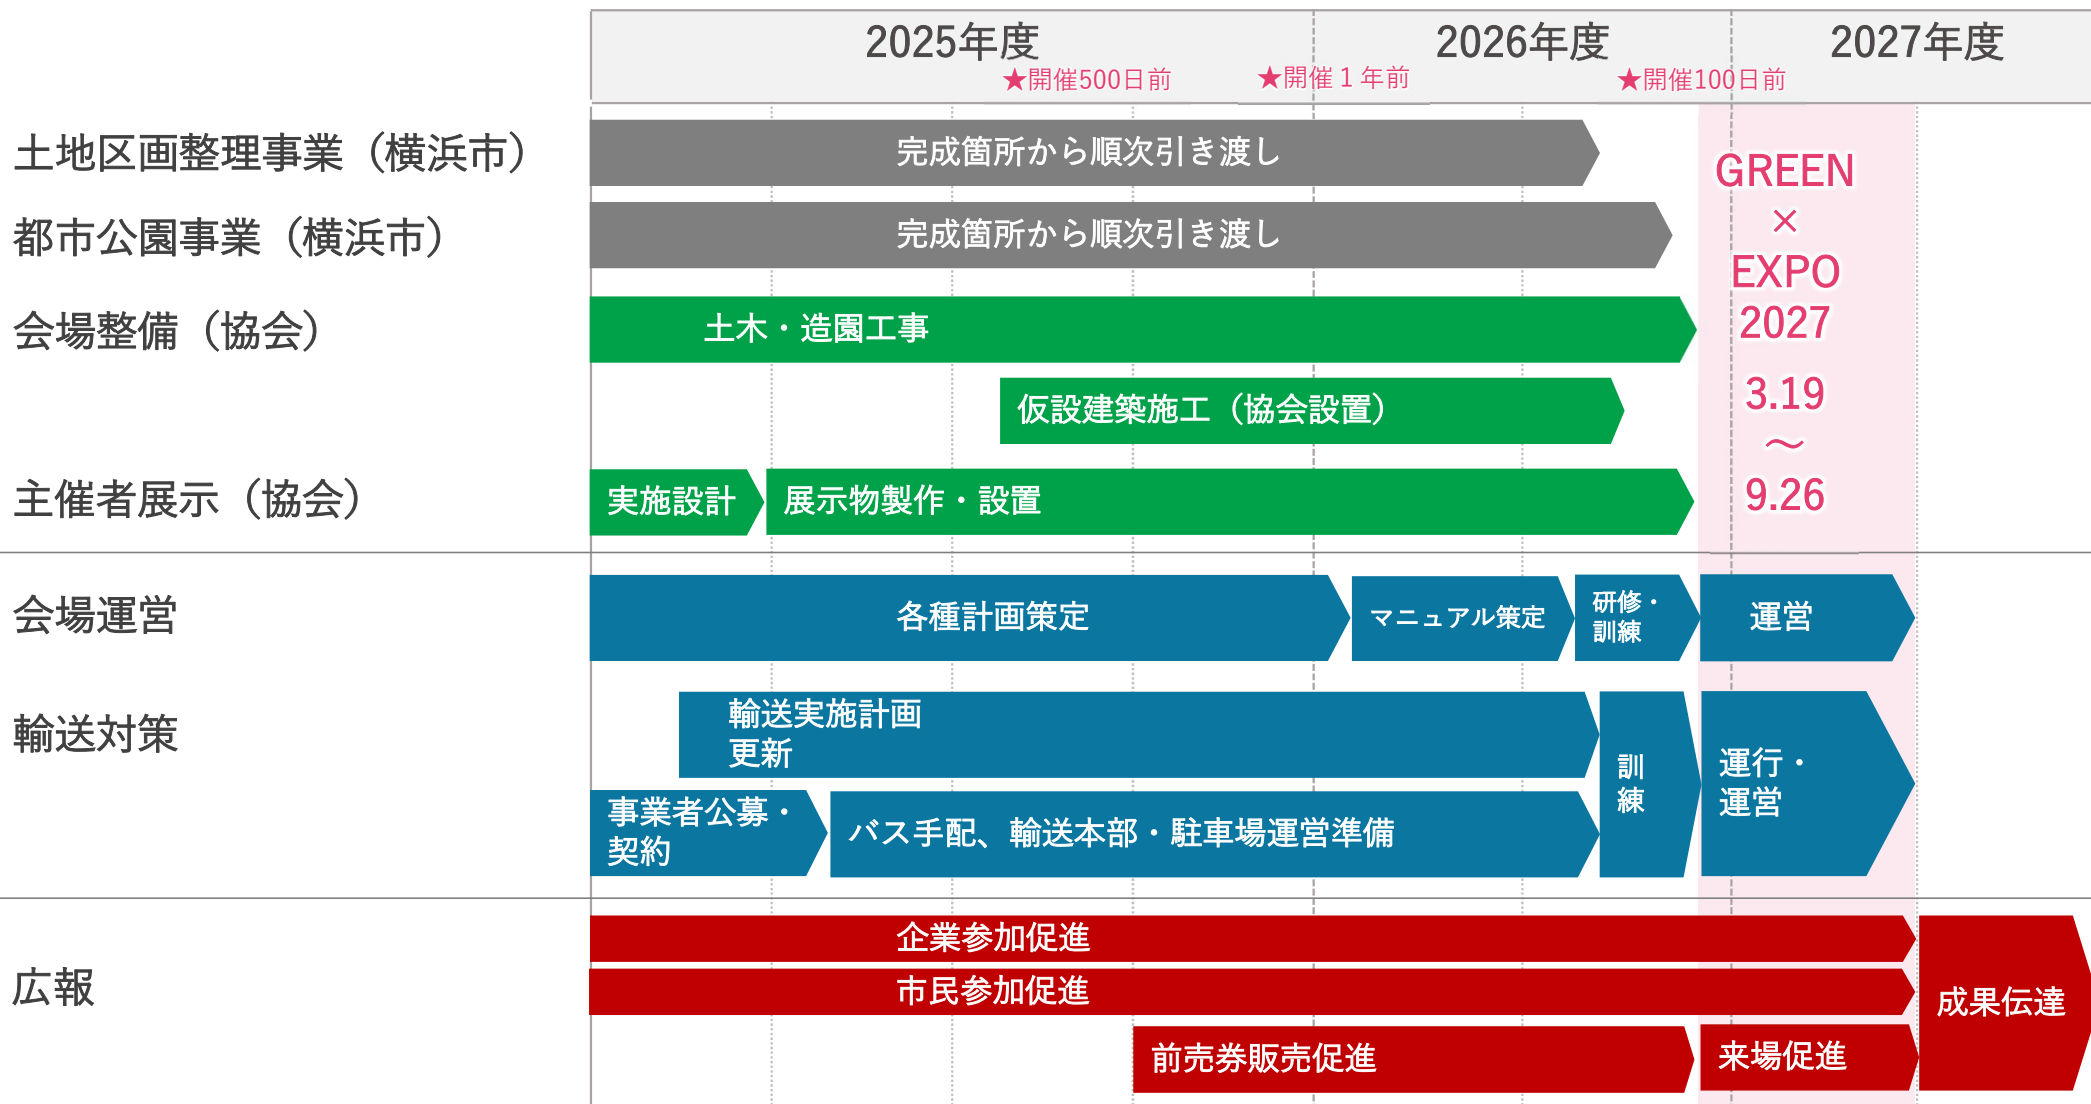 2025年度
2026年度
2027年度
★開催500日前
★開催１年前
★開催100日前
土地区画整理事業（横浜市）
完成箇所から順次引き渡し
都市公園事業（横浜市）
完成箇所から順次引き渡し
会場整備（協会）
土木・造園工事
仮設建築施工（協会設置）
主催者展示（協会）
実施設計
展示物製作・設置
GREEN
×
EXPO
2027
3.19
～
9.26
会場運営
各種計画策定
マニュアル策定
研修・
訓練
運営
輸送対策
輸送実施計画
更新
訓
練
運行・
運営
事業者公募・
契約
バス手配、輸送本部・駐車場運営準備
広報
企業参加促進
市民参加促進
前売券販売促進
来場促進
成果伝達